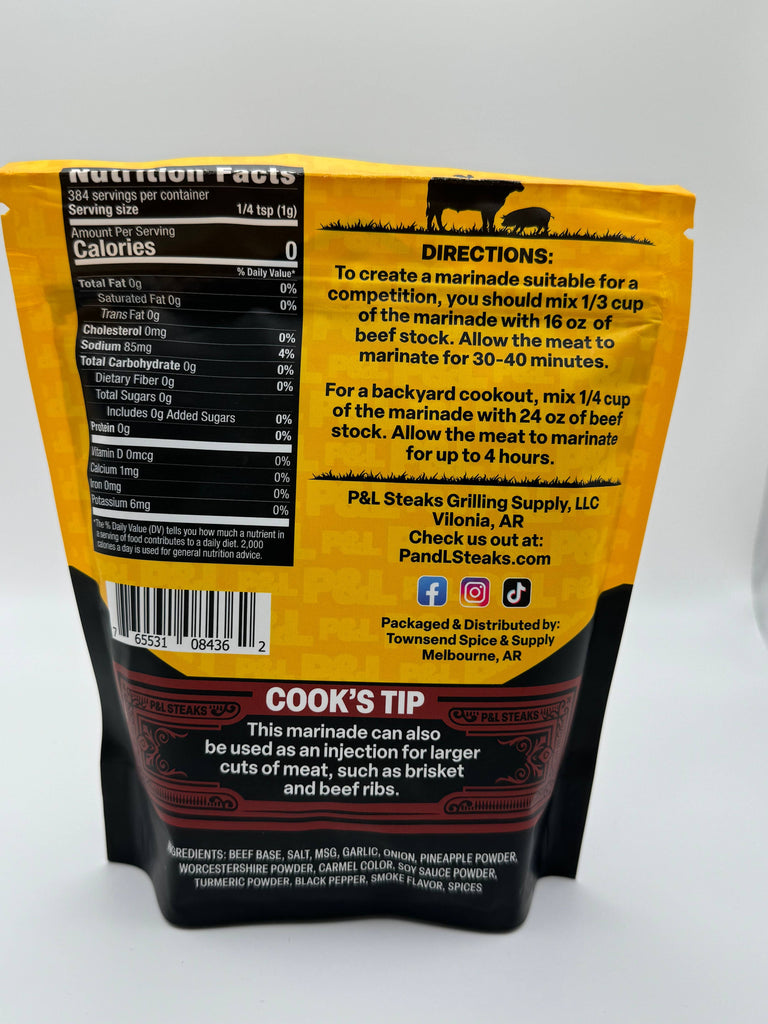 Nutrition Facts
384 servings per container
Serving size 1/4 tsp (1g)
Amount Per Serving
Calories 0
% Daily Value*
Total Fat 0g 0%
Saturated Fat 0g 0%
Trans Fat 0g
Cholesterol 0mg 0%
Sodium 85mg 4%
Total Carbohydrate 0g 0%
Dietary Fiber 0g 0%
Total Sugars 0g
Includes 0g Added Sugars 0%
Protein 0g 0%
Vitamin D 0mcg 0%
Calcium 1mg 0%
Iron 0mg 0%
Potassium 6mg 0%
*The % Daily Value (DV) tells you how much a nutrient in
a serving of food contributes to a daily diet. 2,000
calories a day is used for general nutrition advice.
7 65531 08436 2
DIRECTIONS:
To create a marinade suitable for a
competition, you should mix 1/3 cup
of the marinade with 16 oz of
beef stock. Allow the meat to
marinate for 30-40 minutes.
For a backyard cookout, mix 1/4 cup
of the marinade with 24 oz of beef
stock. Allow the meat to marinate
for up to 4 hours.
P&L Steaks Grilling Supply, LLC
Vilonia, AR
Check us out at:
PandLSteaks.com
Packaged & Distributed by:
Townsend Spice & Supply
Melbourne, AR
COOK'S TIP
P&L STEAKS
P&L STEAKS
This marinade can also
be used as an injection for larger
cuts of meat, such as brisket
and beef ribs.
INGREDIENTS: BEEF BASE, SALT, MSG, GARLIC, ONION, PINEAPPLE POWDER,
WORCESTERSHIRE POWDER, CARMEL COLOR, SOY SAUCE POWDER,
TURMERIC POWDER, BLACK PEPPER, SMOKE FLAVOR, SPICES